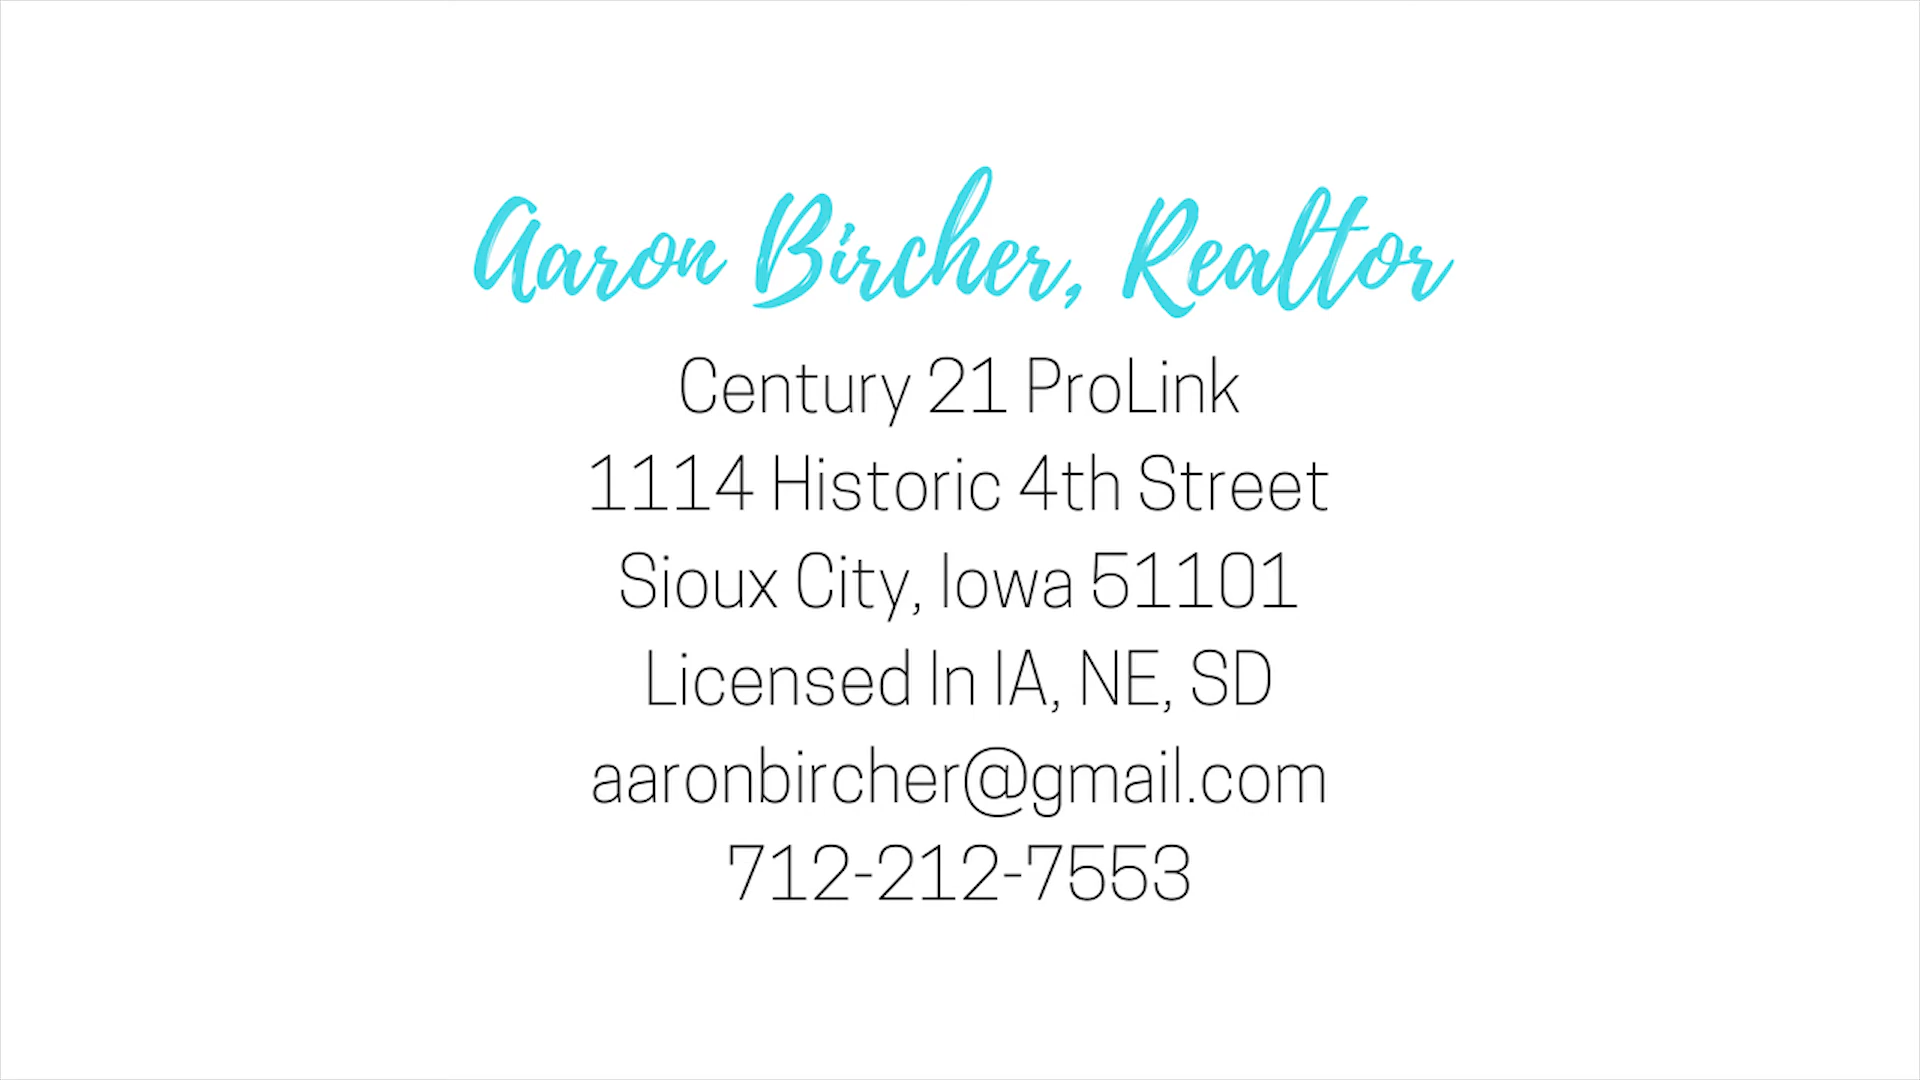 Aaron Bircher, Realtor
Century 21 ProLink
1114 Historic 4th Street
Sioux City, Iowa 51101
Licensed In IA, NE, SD
aaronbircher@gmail.com
712-212-7553